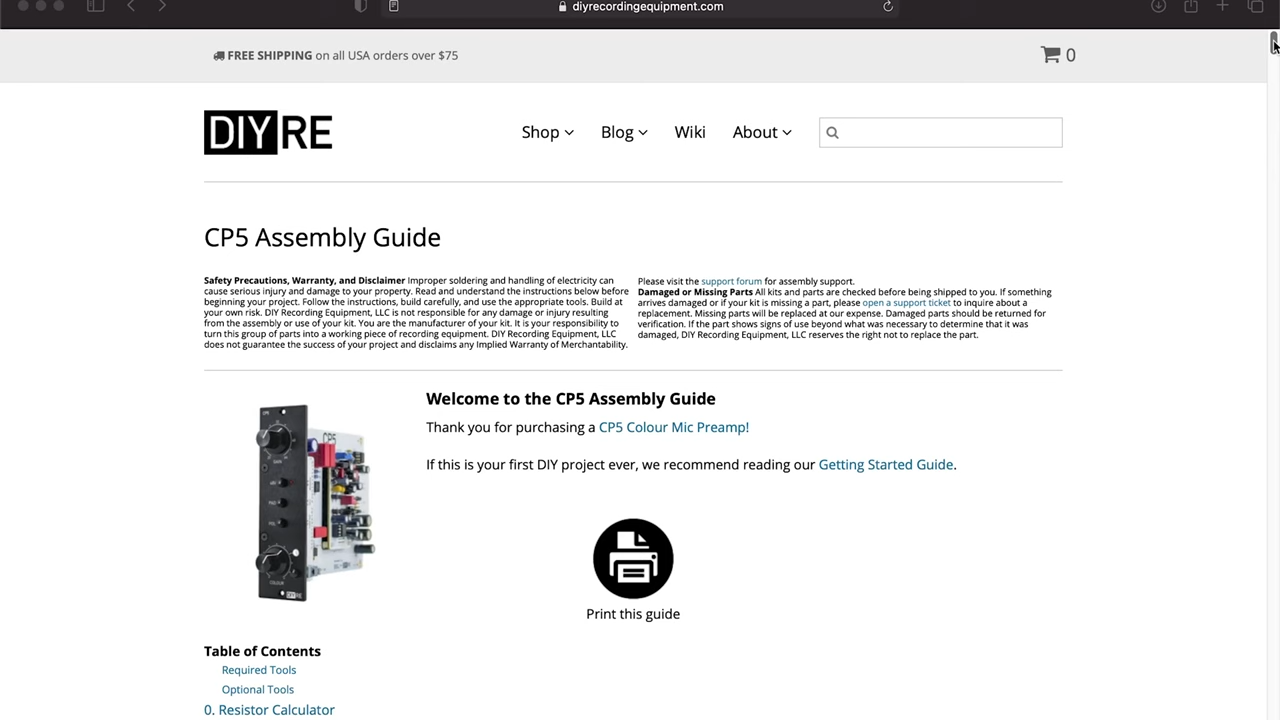 diyrecordingequipment.com
FREE SHIPPING on all USA orders over $75
0
DIYRE
Shop
Blog
Wiki
About
CP5 Assembly Guide
Safety Precautions, Warranty, and Disclaimer Improper soldering and handling of electricity can
cause serious injury and damage to your property. Read and understand the instructions below before
beginning your project. Follow the instructions, build carefully, and use the appropriate tools. Build at
your own risk. DIY Recording Equipment, LLC is not responsible for any damage or injury resulting
from the assembly or use of your kit. You are the manufacturer of your kit. It is your responsibility to
turn this group of parts into a working piece of recording equipment. DIY Recording Equipment, LLC
does not guarantee the success of your project and disclaims any Implied Warranty of Merchantability.
Please visit the support forum for assembly support.
Damaged or Missing Parts All kits and parts are checked before being shipped to you. If something
arrives damaged or if your kit is missing a part, please open a support ticket to inquire about a
replacement. Missing parts will be replaced at our expense. Damaged parts should be returned for
verification. If the part shows signs of use beyond what was necessary to determine that it was
damaged, DIY Recording Equipment, LLC reserves the right not to replace the part.
Welcome to the CP5 Assembly Guide
Thank you for purchasing a CP5 Colour Mic Preamp!
If this is your first DIY project ever, we recommend reading our Getting Started Guide.
CP5
COLOUR
DIYRE
Print this guide
Table of Contents
Required Tools
Optional Tools
0. Resistor Calculator